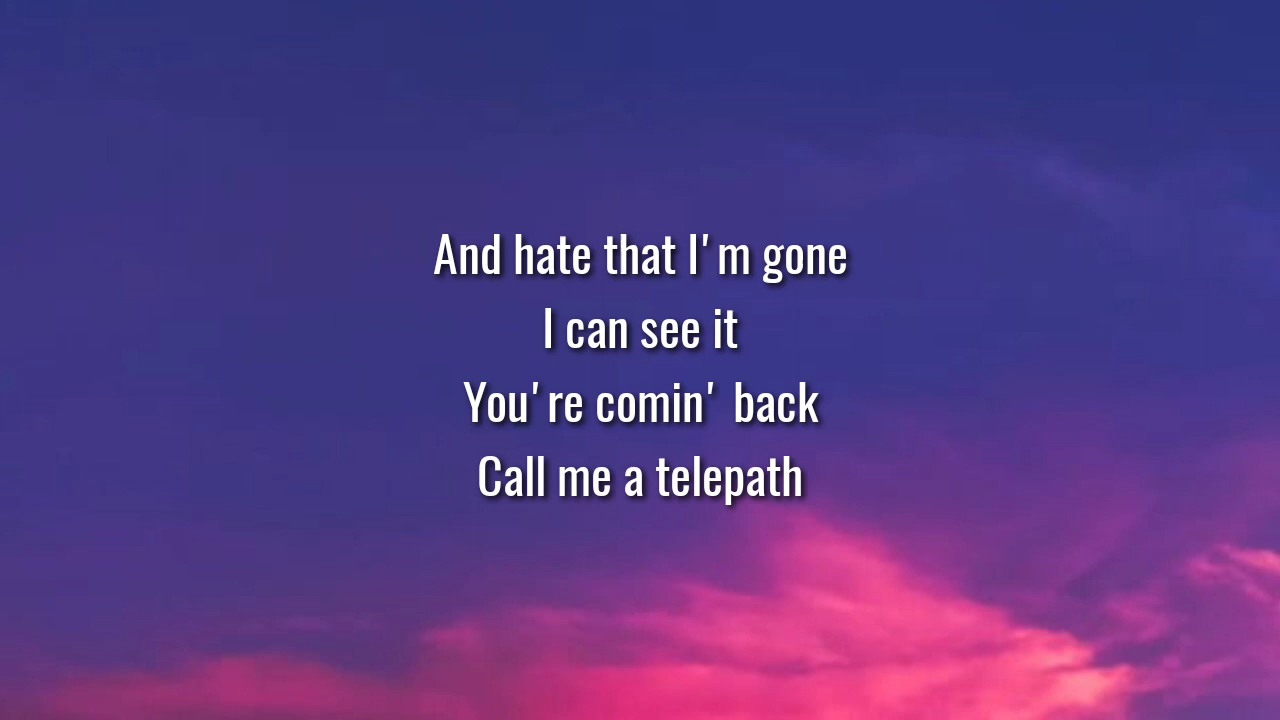 And hate that I'm gone
I can see it
You're comin' back
Call me a telepath